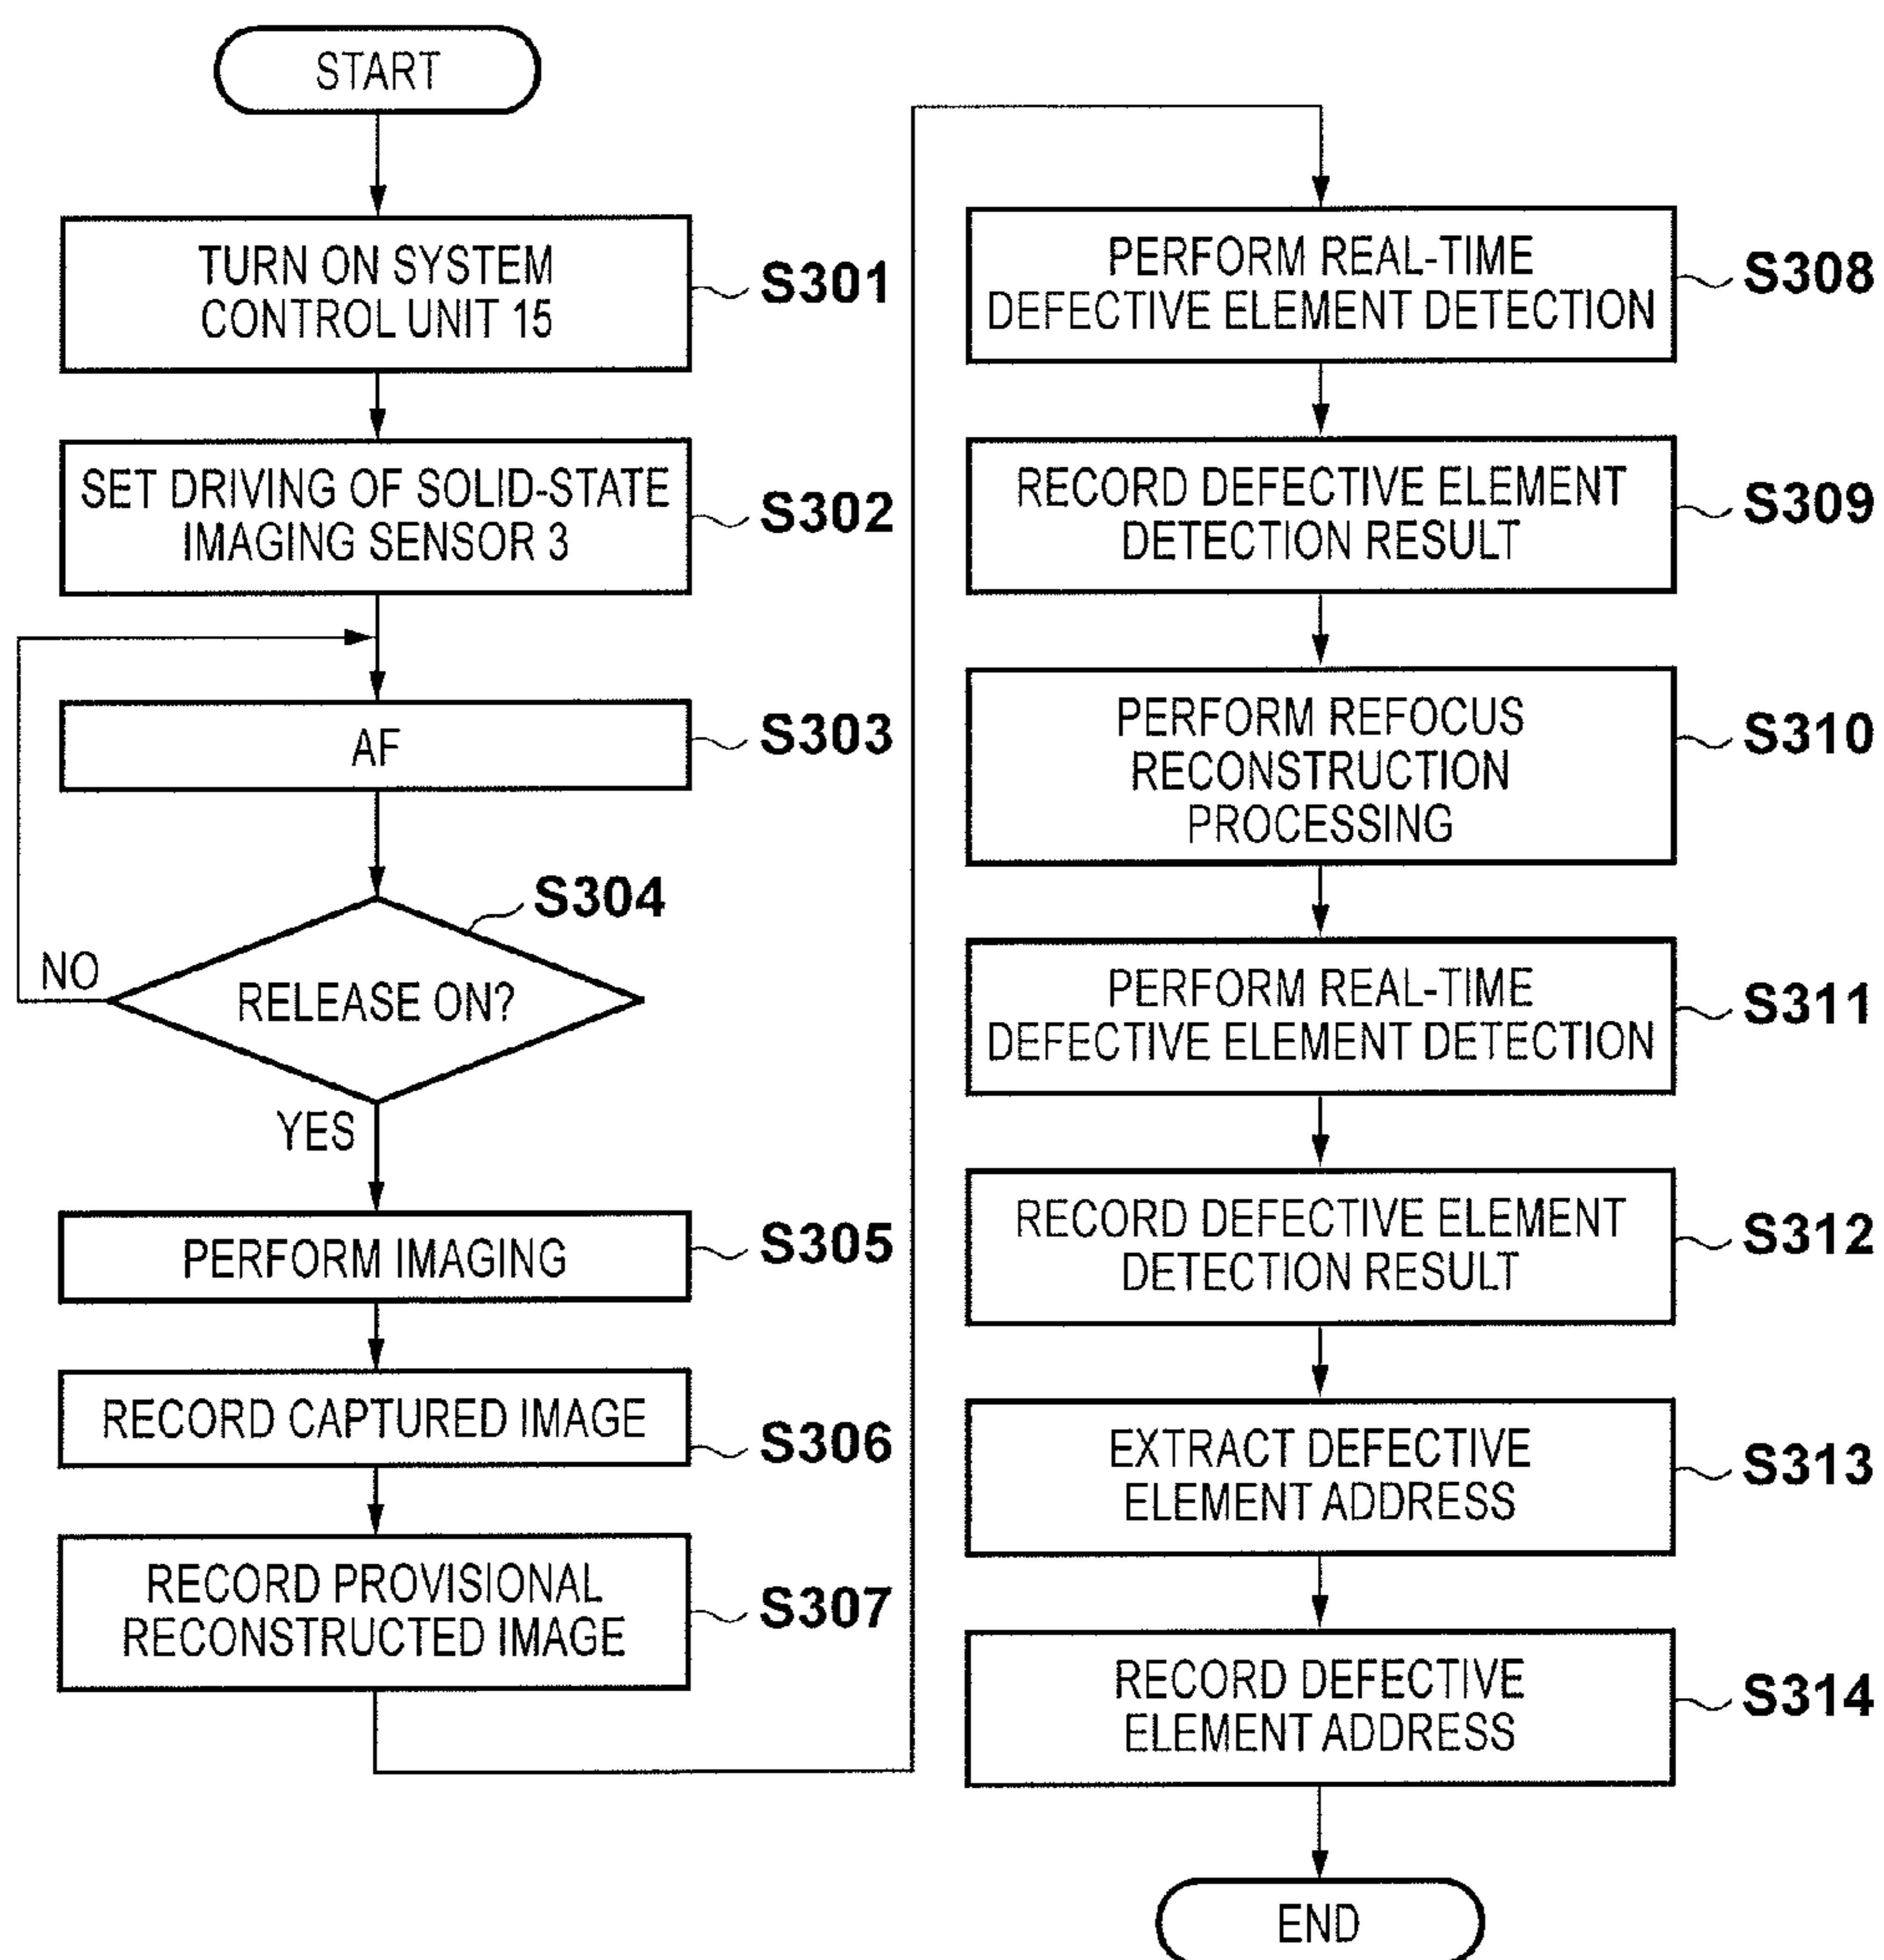 START
TURN ON SYSTEM
CONTROL UNIT 15
S301
SET DRIVING OF SOLID-STATE
IMAGING SENSOR 3
S302
AF
S303
S304
NO
RELEASE ON?
YES
PERFORM IMAGING
S305
RECORD CAPTURED IMAGE
S306
RECORD PROVISIONAL
RECONSTRUCTED IMAGE
S307
PERFORM REAL-TIME
DEFECTIVE ELEMENT DETECTION
S308
RECORD DEFECTIVE ELEMENT
DETECTION RESULT
S309
PERFORM REFOCUS
RECONSTRUCTION
PROCESSING
S310
PERFORM REAL-TIME
DEFECTIVE ELEMENT DETECTION
S311
RECORD DEFECTIVE ELEMENT
DETECTION RESULT
S312
EXTRACT DEFECTIVE
ELEMENT ADDRESS
S313
RECORD DEFECTIVE
ELEMENT ADDRESS
S314
END